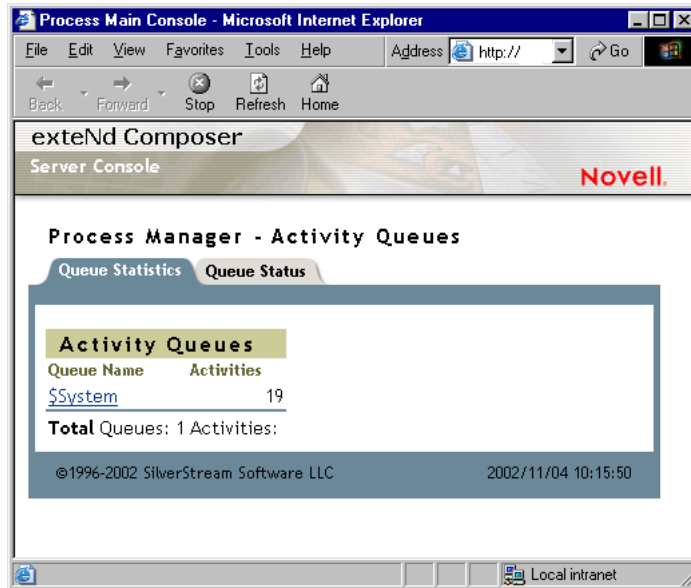 Process Main Console - Microsoft Internet Explorer
File Edit View Favorites Tools Help Address http:// Go
Back Forward Stop Refresh Home
exteNd Composer
Server Console
Novell.
Process Manager - Activity Queues
Queue Statistics Queue Status
Activity Queues
Queue Name Activities
$System 19
Total Queues: 1 Activities:
©1996-2002 SilverStream Software LLC 2002/11/04 10:15:50
Local intranet